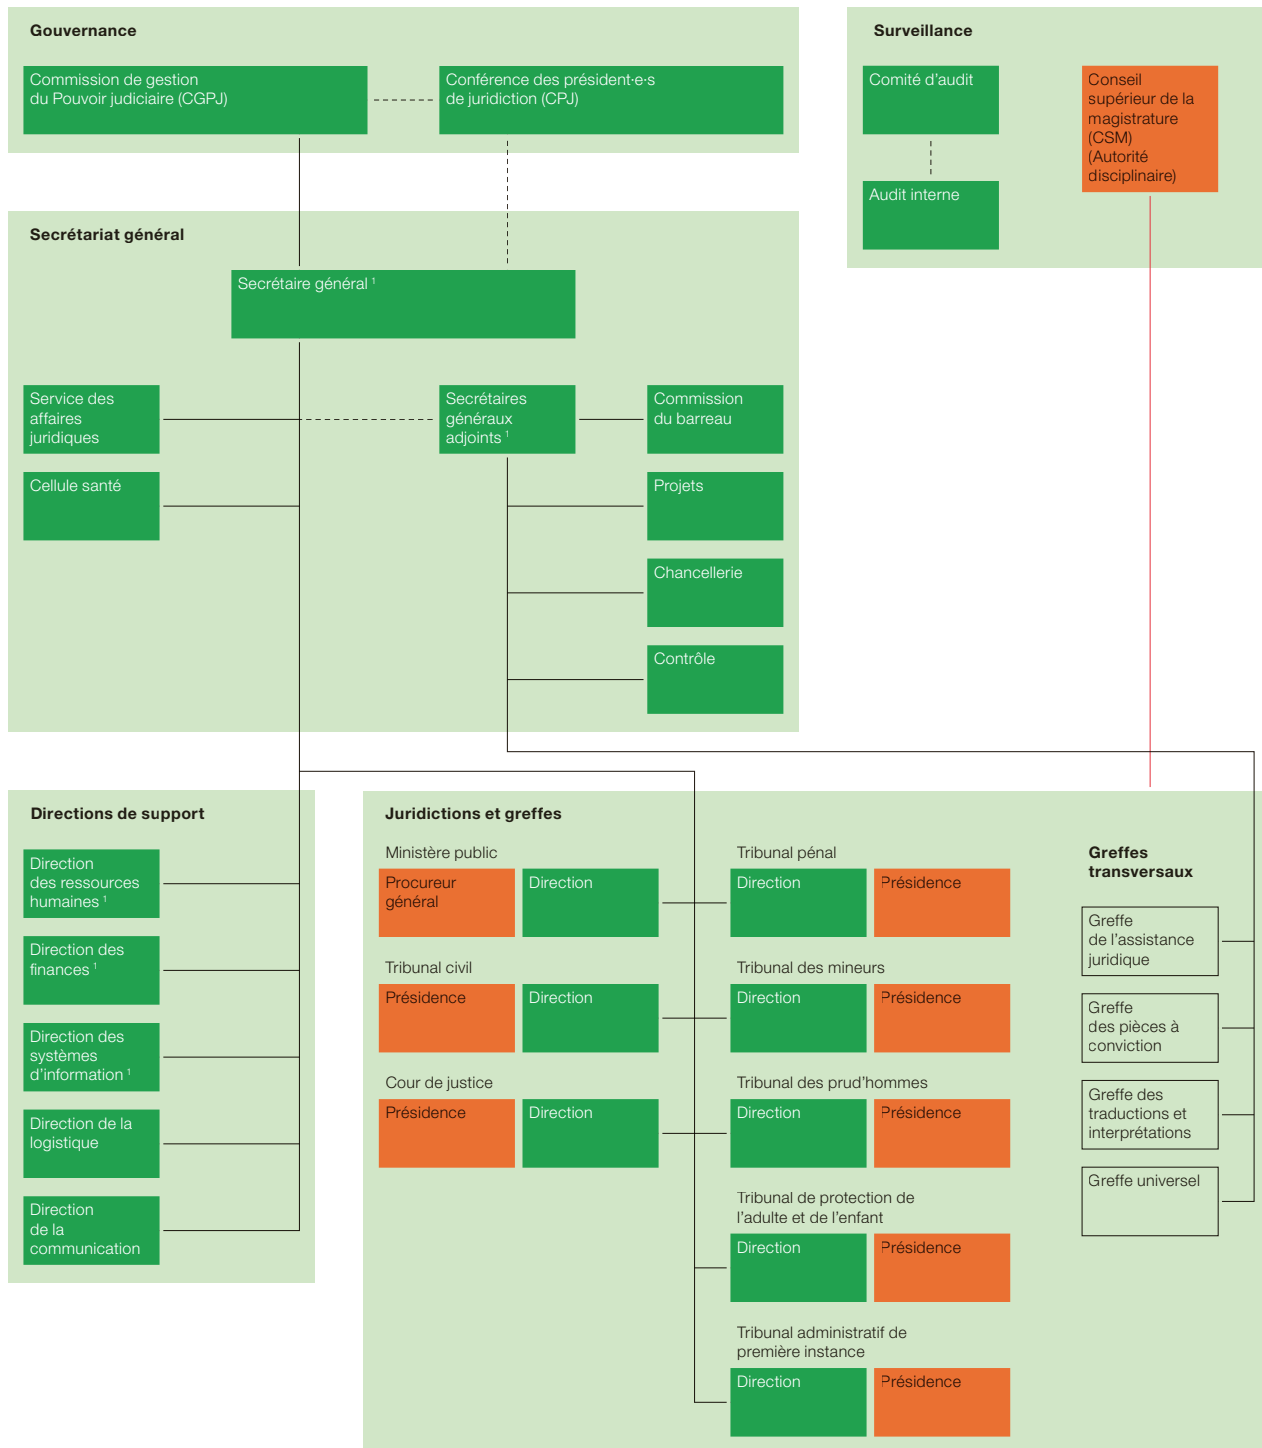 Gouvernance
Commission de gestion
du Pouvoir judiciaire (CGPJ)
Conférence des président·e·s
de juridiction (CPJ)
Surveillance
Comité d'audit
Audit interne
Conseil
supérieur de la
magistrature
(CSM)
(Autorité
disciplinaire)
Secrétariat général
Secrétaire général ¹
Service des
affaires
juridiques
Cellule santé
Secrétaires
généraux
adjoints ¹
Commission
du barreau
Projets
Chancellerie
Contrôle
Directions de support
Direction
des ressources
humaines ¹
Direction des
finances ¹
Direction des
systèmes
d'information ¹
Direction de la
logistique
Direction
de la
communication
Juridictions et greffes
Ministère public
Procureur
général
Direction
Tribunal civil
Présidence
Direction
Cour de justice
Présidence
Direction
Tribunal pénal
Direction
Présidence
Tribunal des mineurs
Direction
Présidence
Tribunal des prud'hommes
Direction
Présidence
Tribunal de protection de
l'adulte et de l'enfant
Direction
Présidence
Tribunal administratif de
première instance
Direction
Présidence
Greffes
transversaux
Greffe
de l'assistance
juridique
Greffe
des pièces à
conviction
Greffe des
traductions et
interprétations
Greffe universel